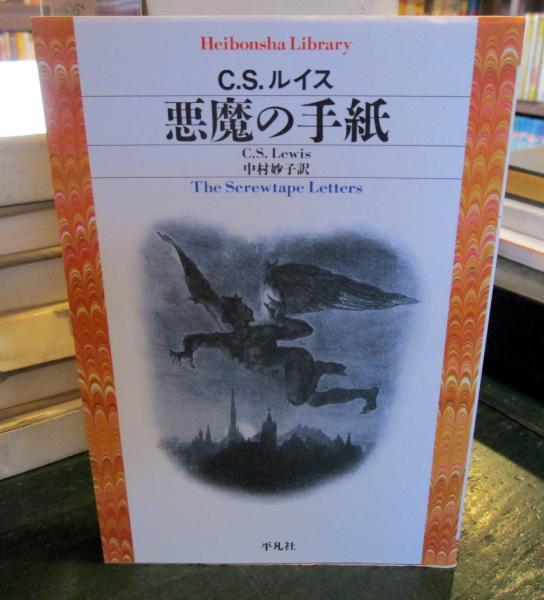 Heibonsha Library
C.S.ルイス
悪魔の手紙
C.S. Lewis
中村妙子訳
The Screwtape Letters
平凡社